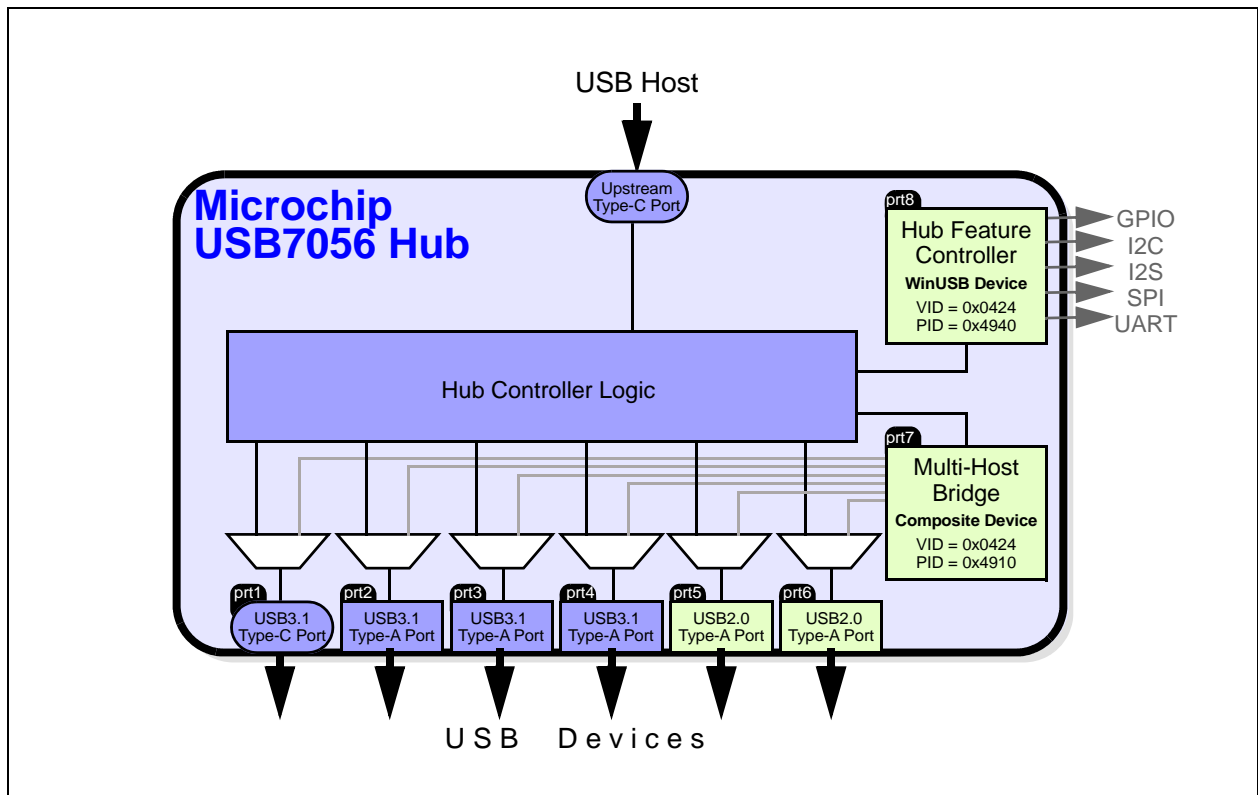 USB Host
Upstream
Type-C Port
Microchip
USB7056 Hub
prt8
Hub Feature
Controller
WinUSB Device
VID = 0x0424
PID = 0x4940
GPIO
I2C
I2S
SPI
UART
Hub Controller Logic
prt7
Multi-Host
Bridge
Composite Device
VID = 0x0424
PID = 0x4910
prt1
USB3.1
Type-C Port
prt2
USB3.1
Type-A Port
prt3
USB3.1
Type-A Port
prt4
USB3.1
Type-A Port
prt5
USB2.0
Type-A Port
prt6
USB2.0
Type-A Port
USB Devices